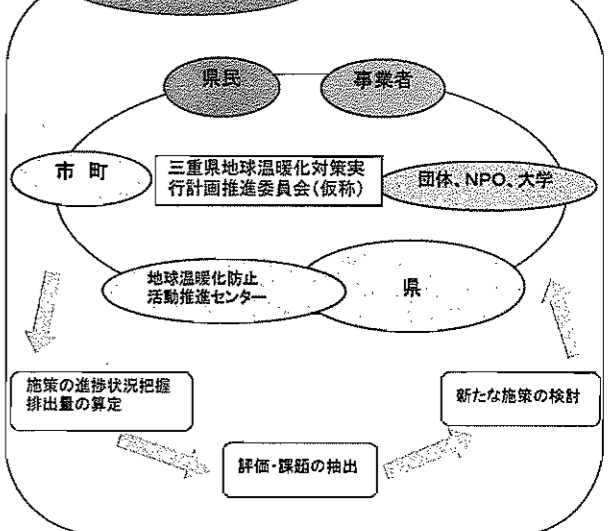 県民
事業者
市 町
三重県地球温暖化対策実
行計画推進委員会(仮称)
団体、NPO、大学
地球温暖化防止
活動推進センター
県
施策の進捗状況把握
排出量の算定
新たな施策の検討
評価・課題の抽出